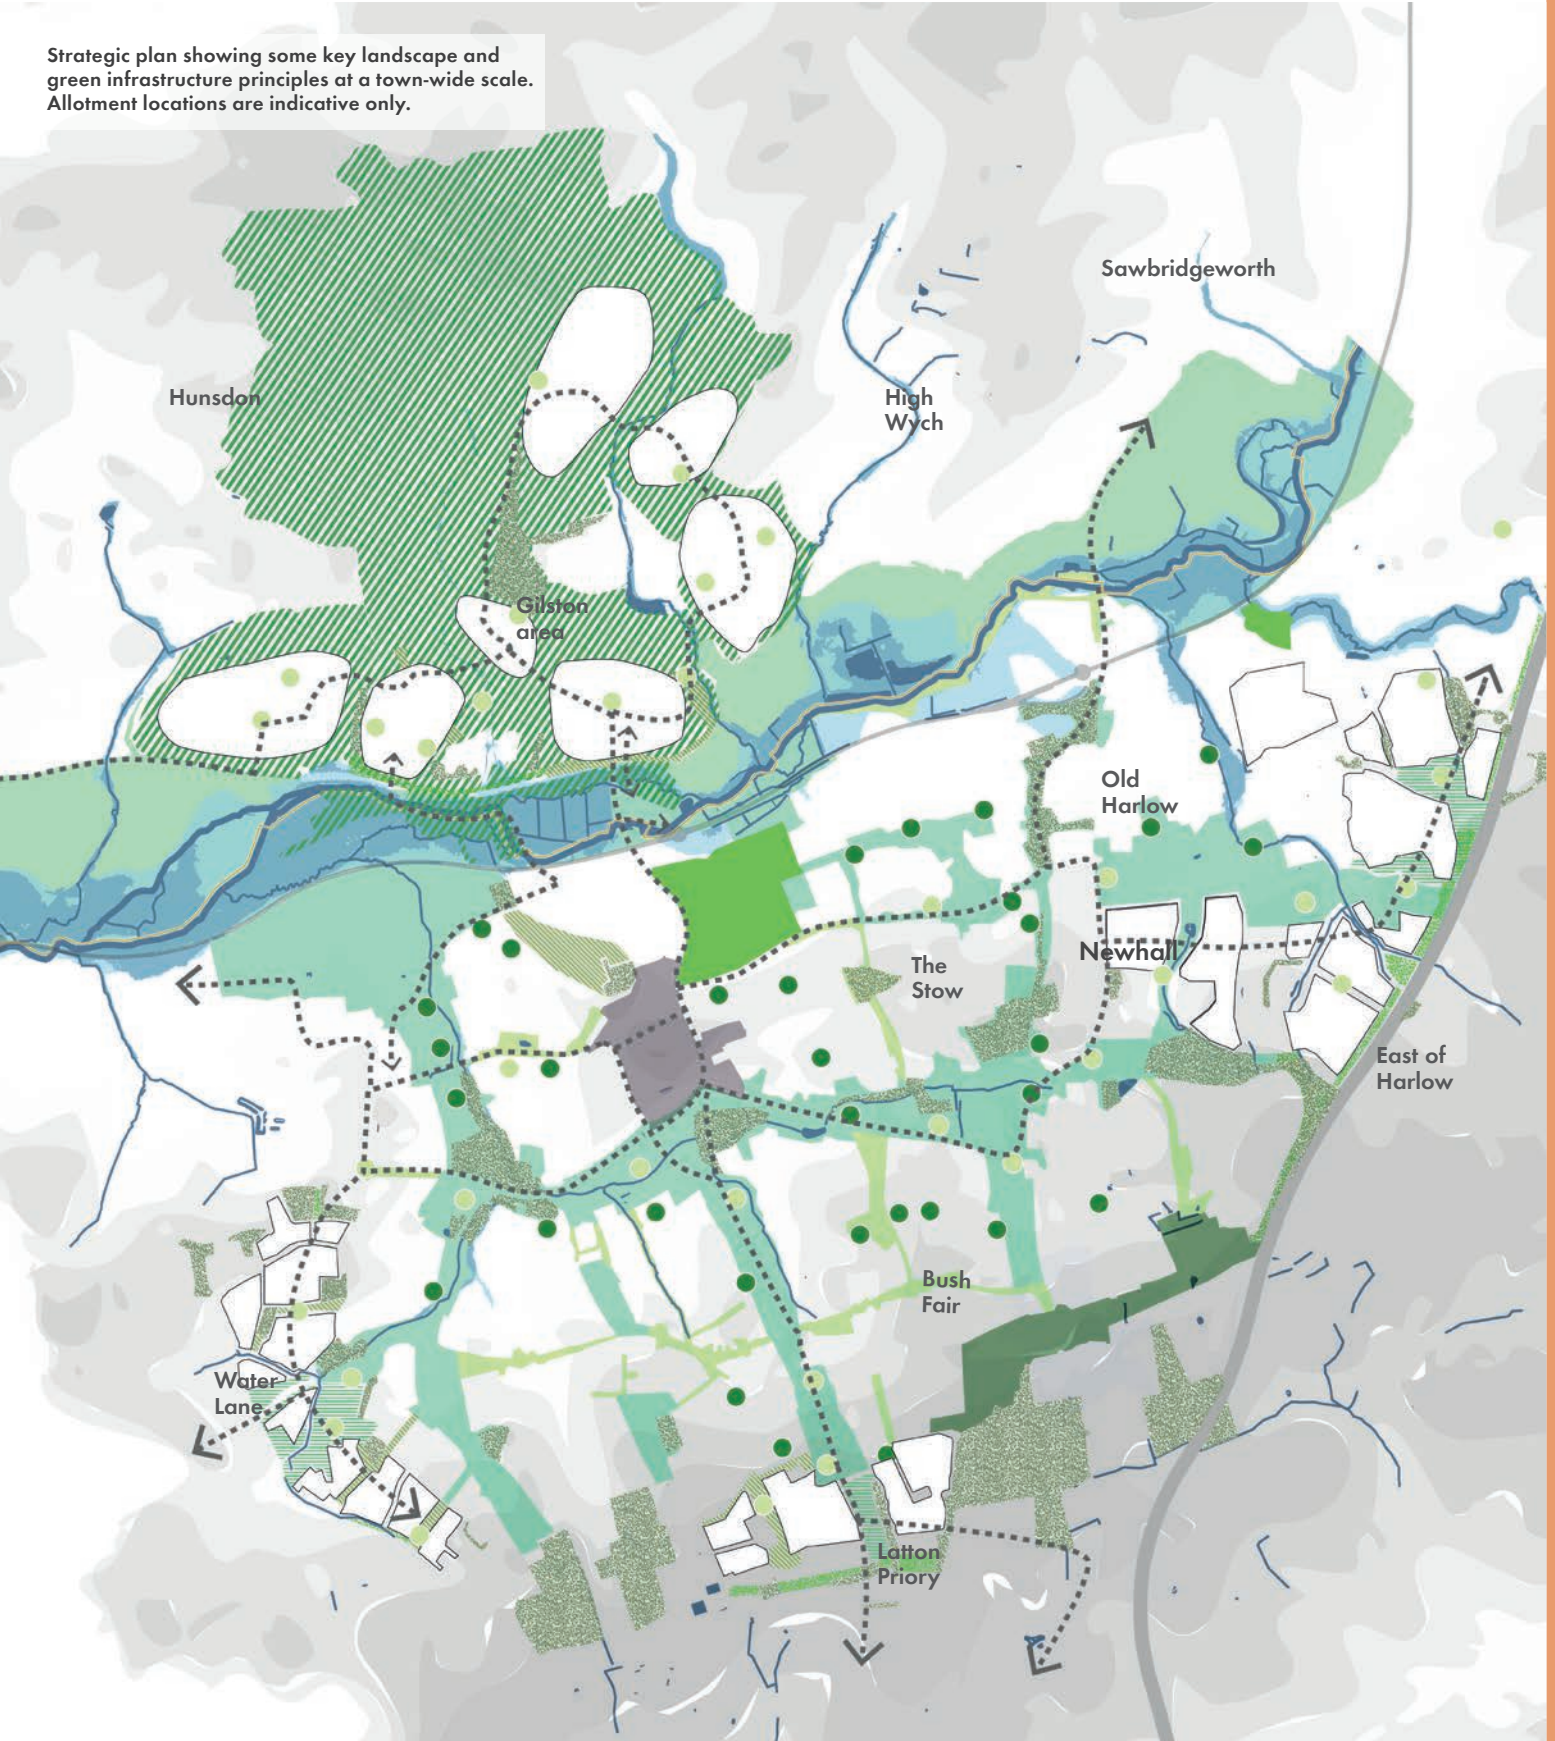 Strategic plan showing some key landscape and
green infrastructure principles at a town-wide scale.
Allotment locations are indicative only.
Sawbridgeworth
Hunsdon
High
Wych
Gilston
area
Old
Harlow
Newhall
The
Stow
East of
Harlow
Bush
Fair
Water
Lane
Latton
Priory